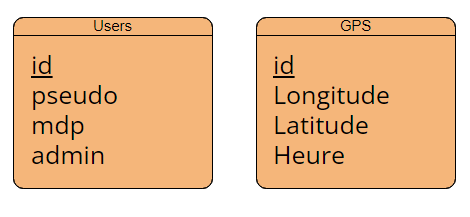 Users
id
pseudo
mdp
admin
GPS
id
Longitude
Latitude
Heure